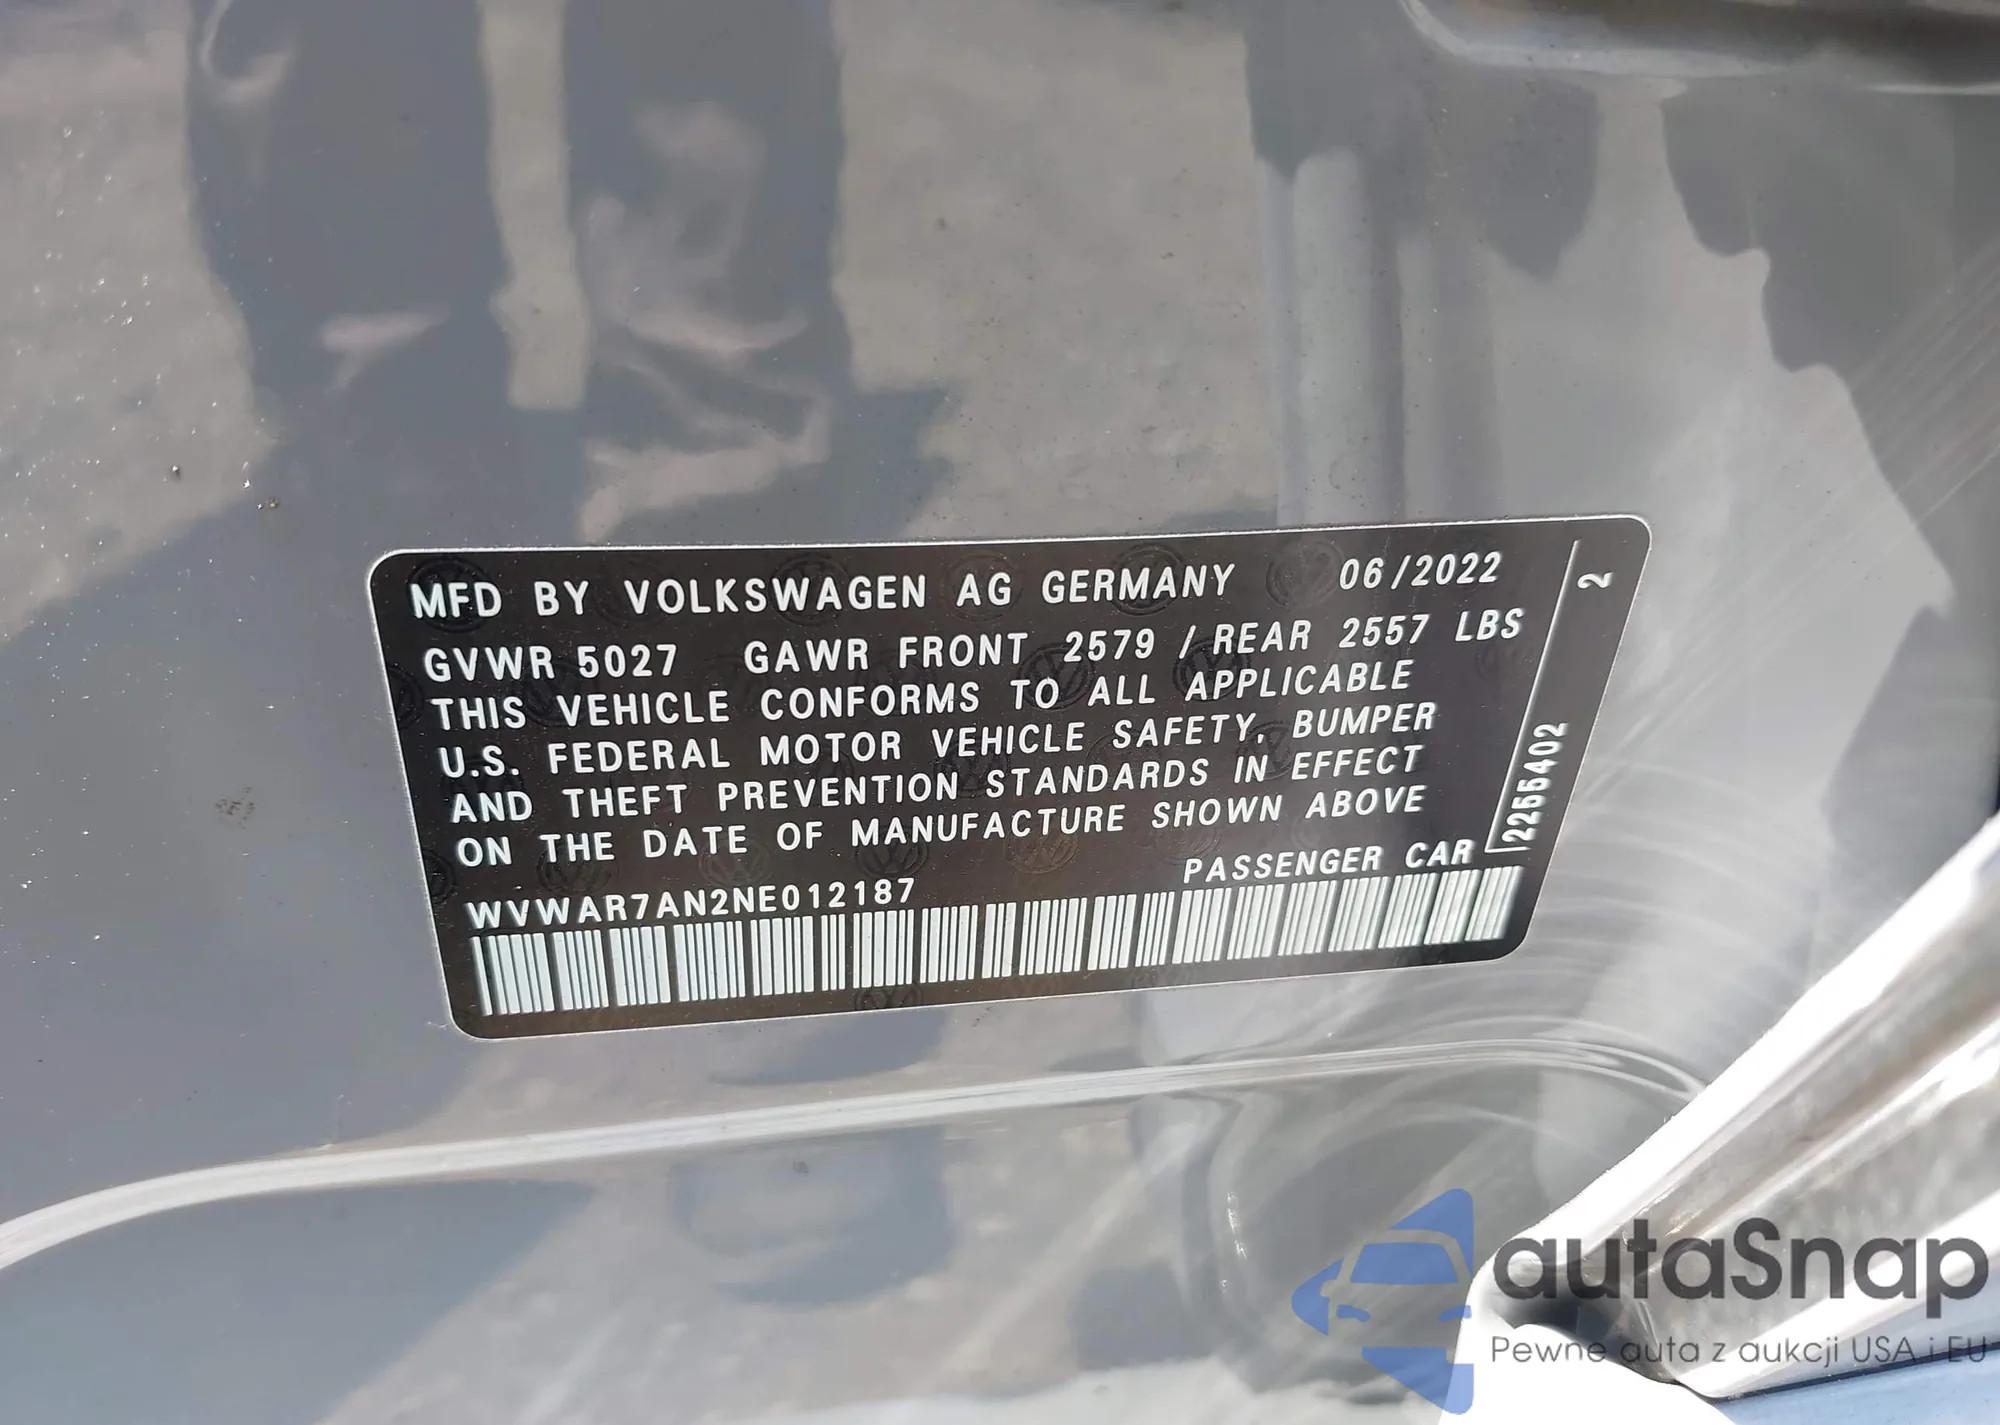 MFD BY VOLKSWAGEN AG GERMANY 06/2022
GVWR 5027 GAWR FRONT 2579 / REAR 2557 LBS
THIS VEHICLE CONFORMS TO ALL APPLICABLE
U.S. FEDERAL MOTOR VEHICLE SAFETY, BUMPER
AND THEFT PREVENTION STANDARDS IN EFFECT
ON THE DATE OF MANUFACTURE SHOWN ABOVE
PASSENGER CAR
WVWAR7AN2NE012187
2255402 2
autaSnap
Pewne auta z aukcji USA i EU